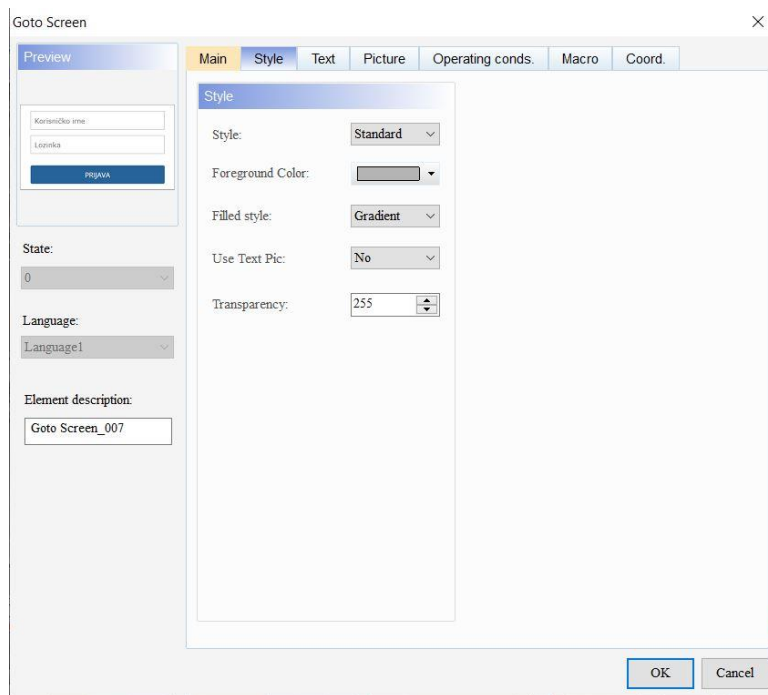 Goto Screen
Preview
Korisničko ime
Lozinka
PRIJAVA
State:
0
Language:
Language1
Element description:
Goto Screen_007
Main Style Text Picture Operating conds. Macro Coord.
Style
Style: Standard
Foreground Color:
Filled style: Gradient
Use Text Pic: No
Transparency: 255
OK Cancel